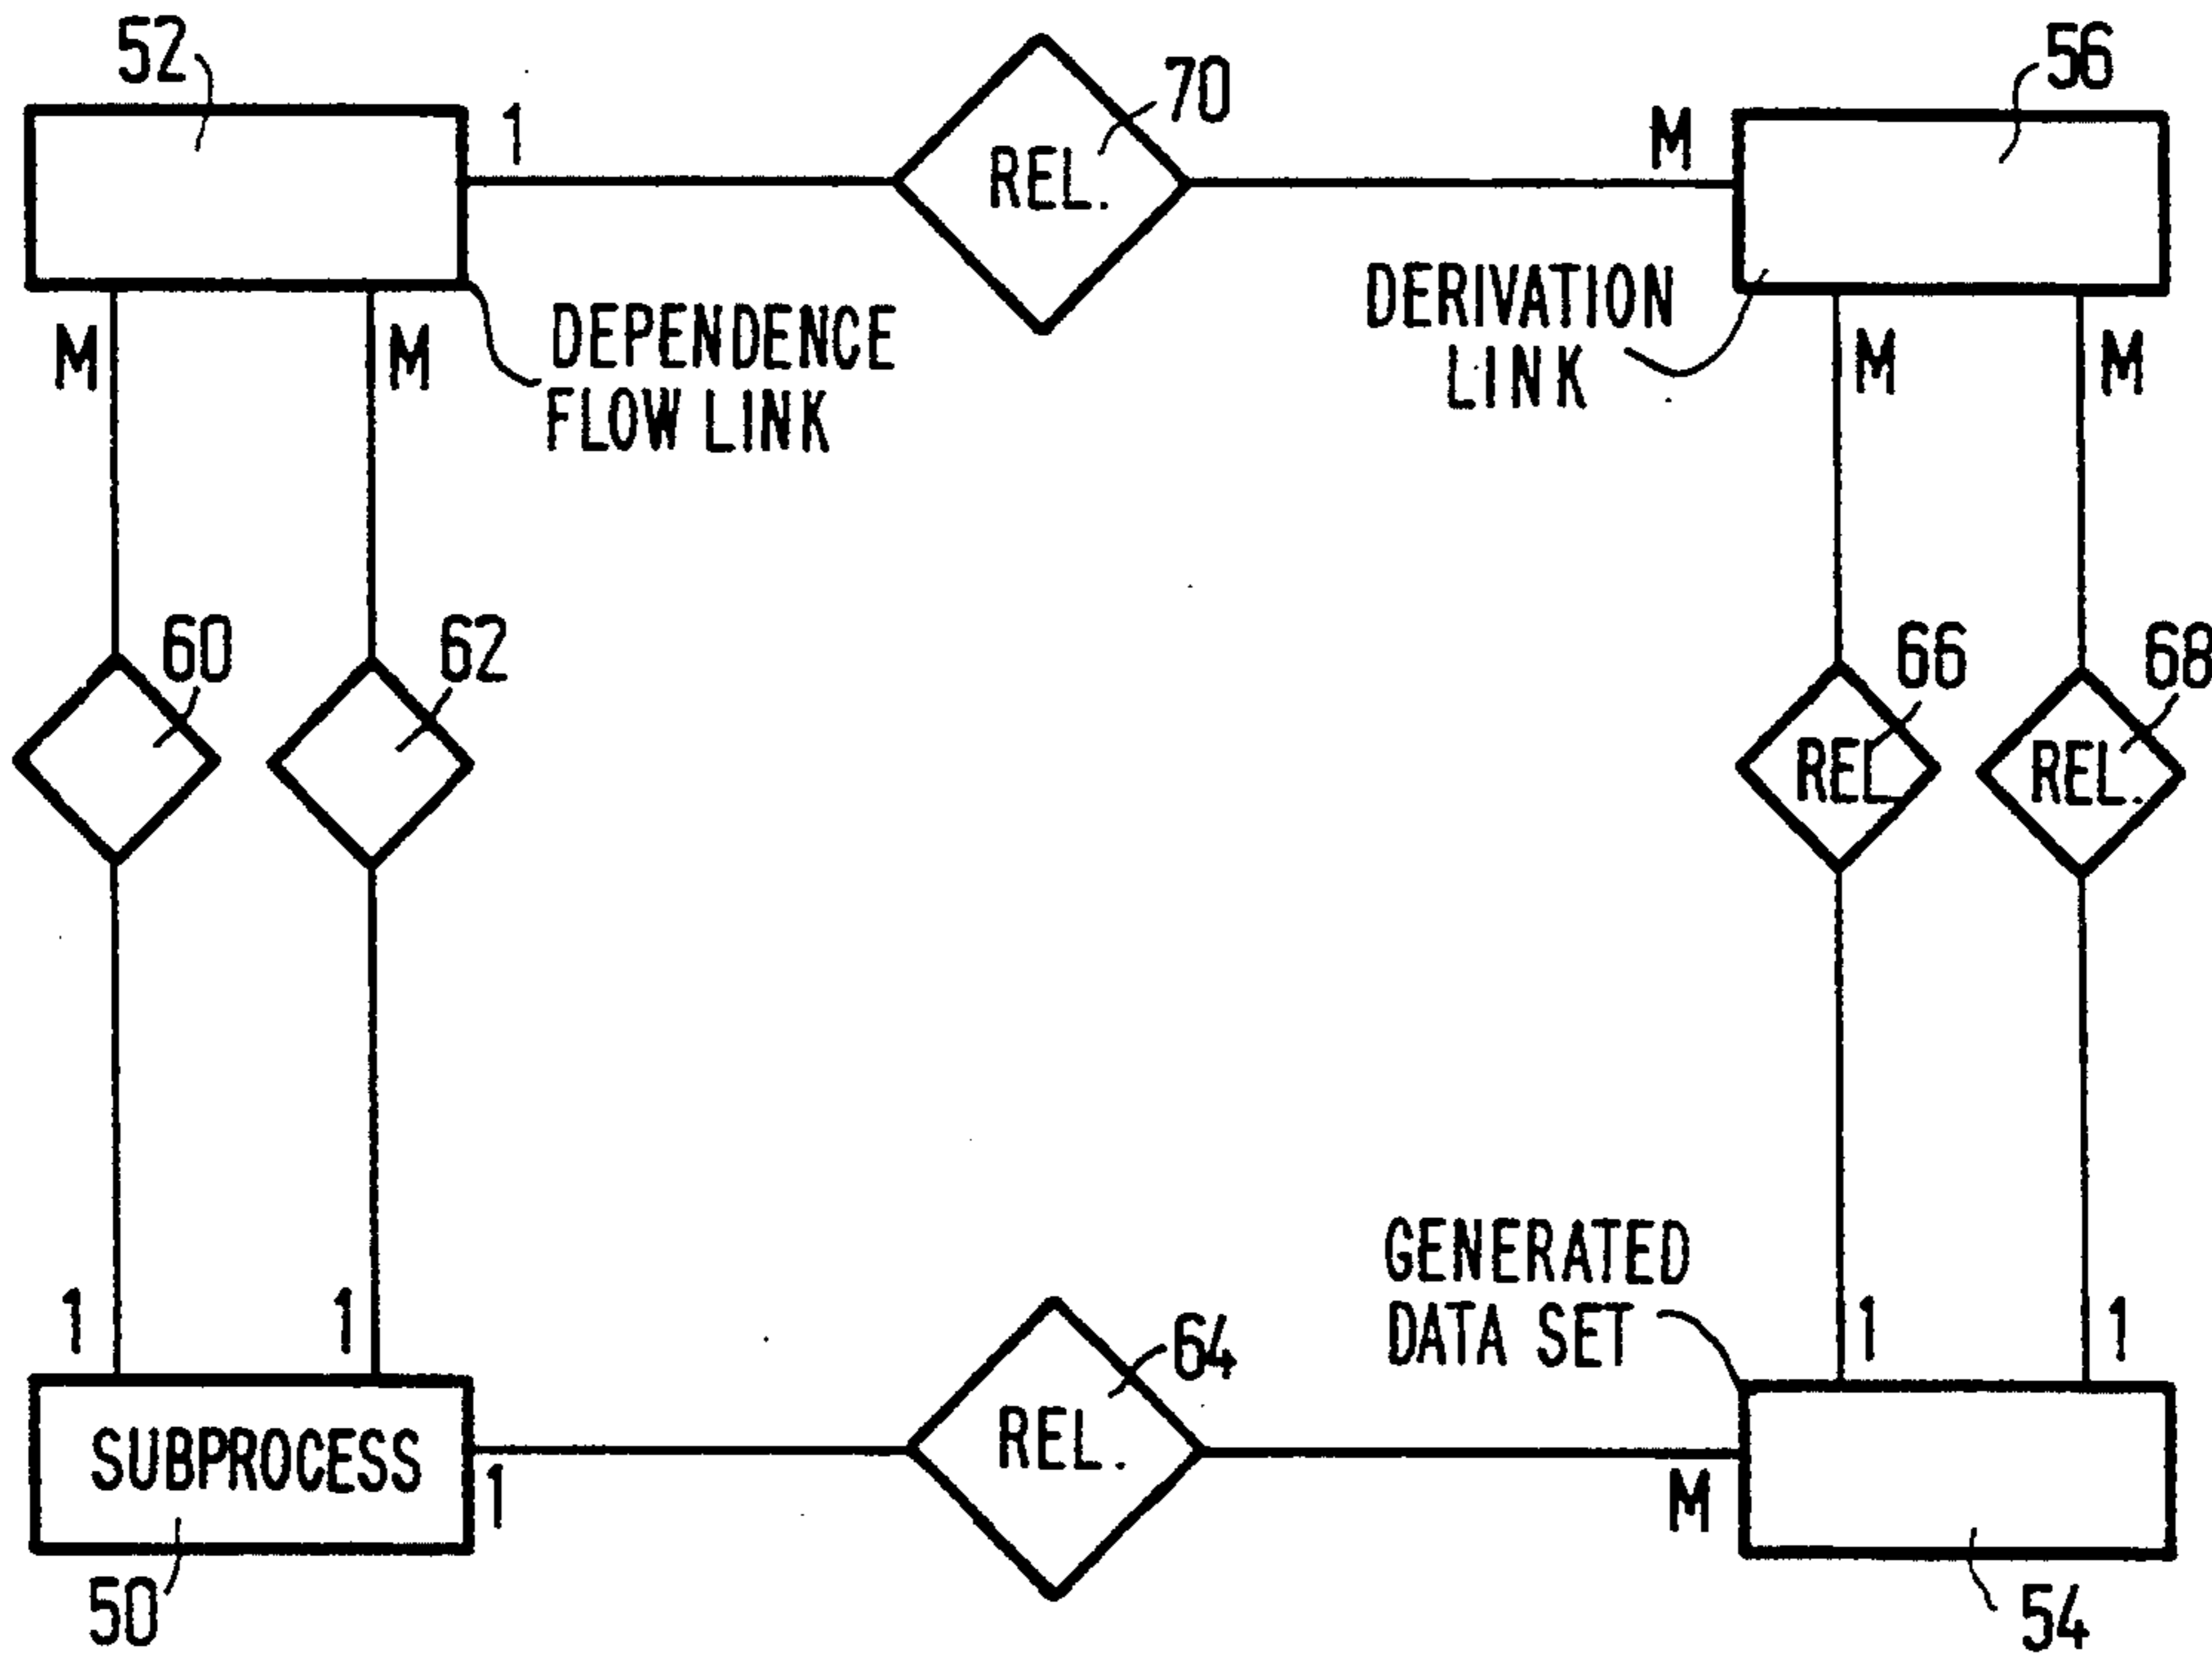 52
70
56
1
M
REL.
DEPENDENCE
FLOW LINK
DERIVATION
LINK
M
M
M
M
60
62
66
68
REL
REL.
1
1
GENERATED
DATA SET
1
1
64
SUBPROCESS
REL.
1
M
50
54